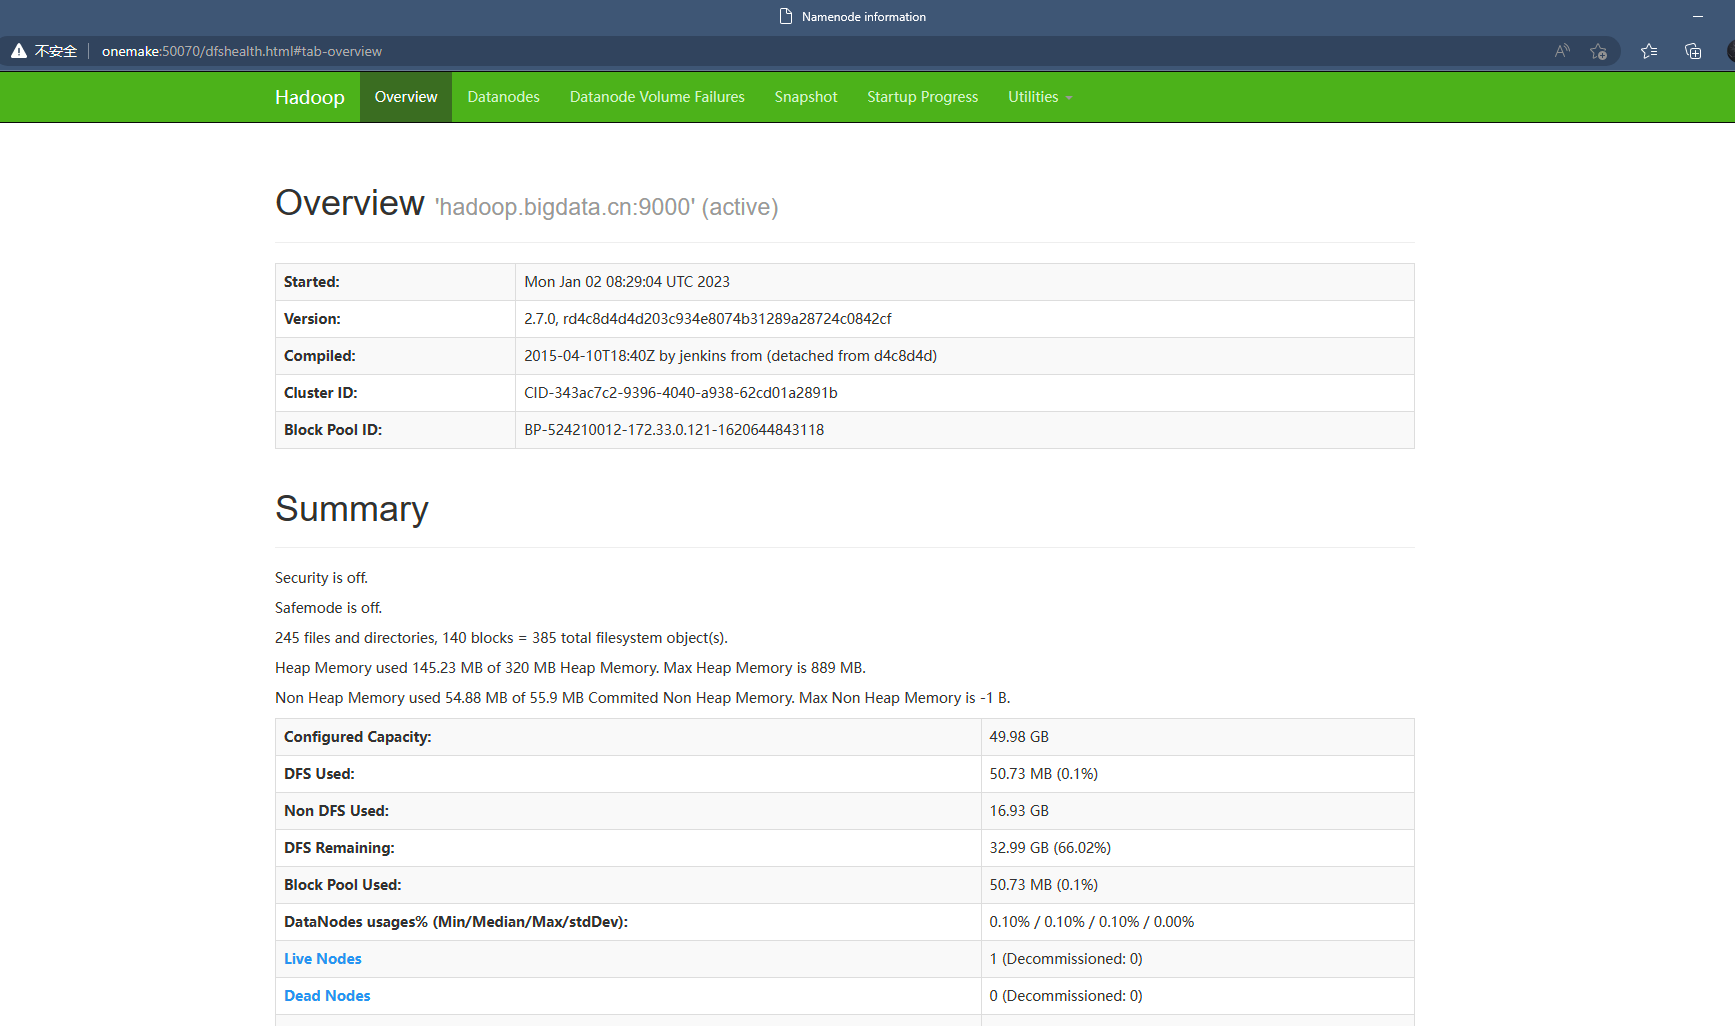 Namenode information
不安全 onemake:50070/dfshealth.html#tab-overview
Hadoop Overview Datanodes Datanode Volume Failures Snapshot Startup Progress Utilities
Overview 'hadoop.bigdata.cn:9000' (active)
Started: Mon Jan 02 08:29:04 UTC 2023
Version: 2.7.0, rd4c8d4d4d203c934e8074b31289a28724c0842cf
Compiled: 2015-04-10T18:40Z by jenkins from (detached from d4c8d4d)
Cluster ID: CID-343ac7c2-9396-4040-a938-62cd01a2891b
Block Pool ID: BP-524210012-172.33.0.121-1620644843118
Summary
Security is off.
Safemode is off.
245 files and directories, 140 blocks = 385 total filesystem object(s).
Heap Memory used 145.23 MB of 320 MB Heap Memory. Max Heap Memory is 889 MB.
Non Heap Memory used 54.88 MB of 55.9 MB Commited Non Heap Memory. Max Non Heap Memory is -1 B.
Configured Capacity: 49.98 GB
DFS Used: 50.73 MB (0.1%)
Non DFS Used: 16.93 GB
DFS Remaining: 32.99 GB (66.02%)
Block Pool Used: 50.73 MB (0.1%)
DataNodes usages% (Min/Median/Max/stdDev): 0.10% / 0.10% / 0.10% / 0.00%
Live Nodes 1 (Decommissioned: 0)
Dead Nodes 0 (Decommissioned: 0)